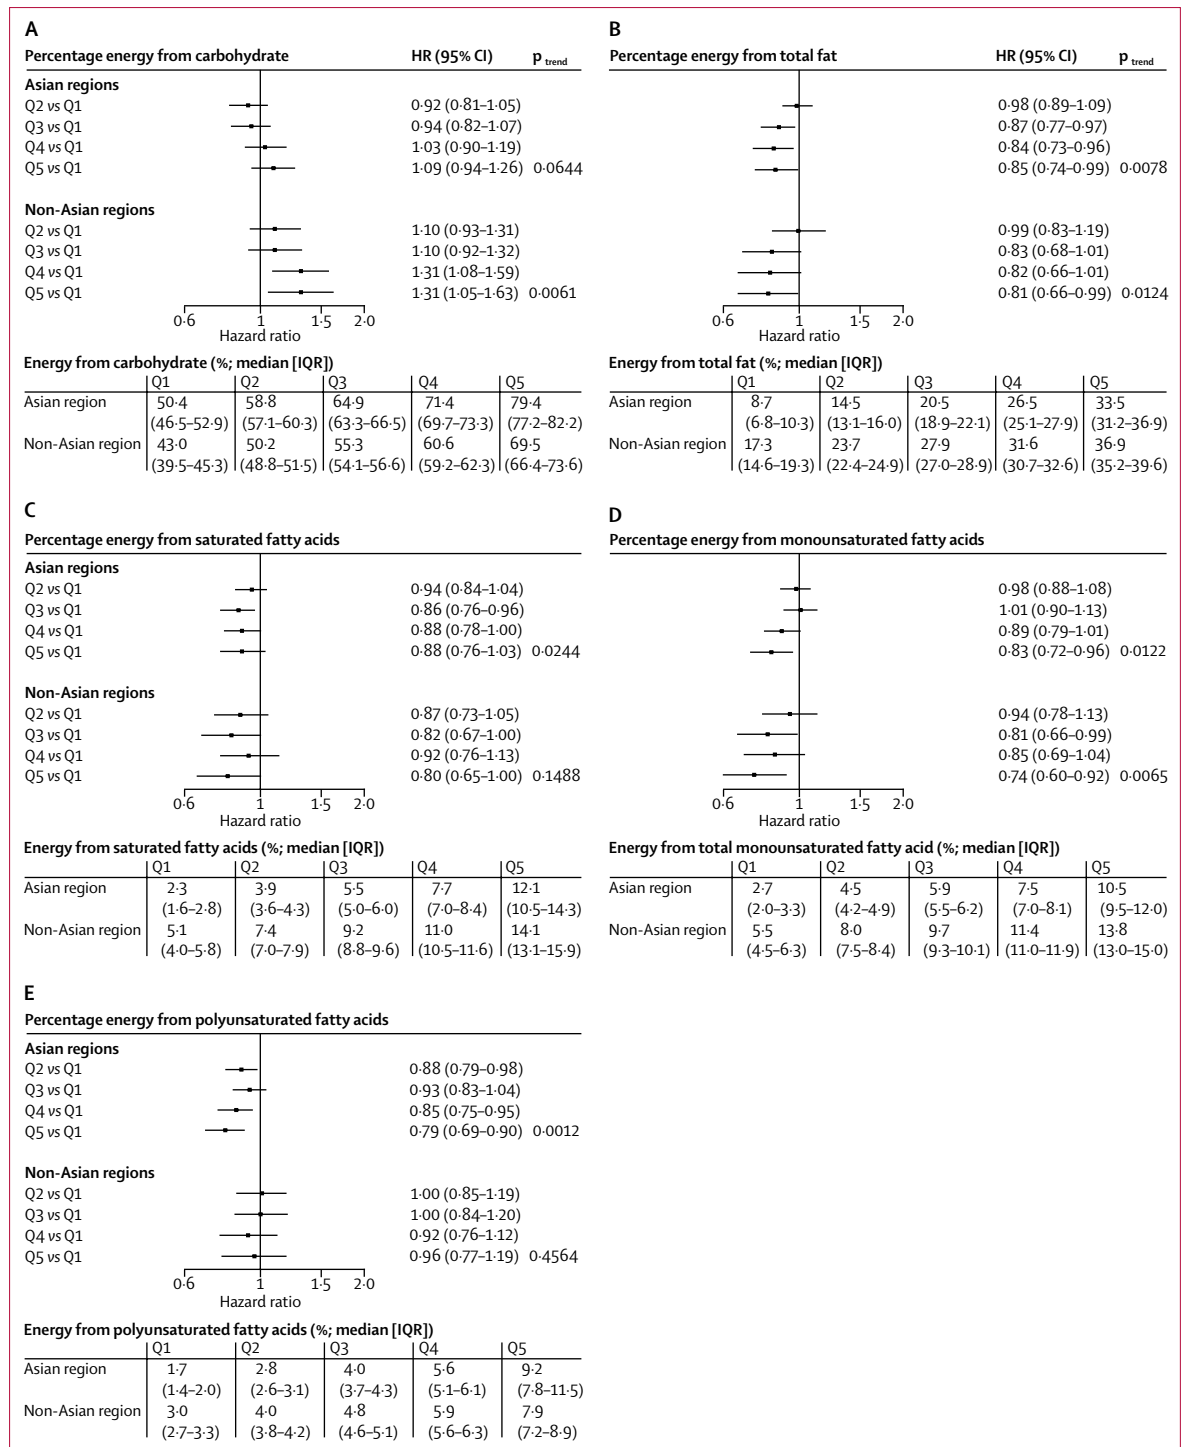 A
Percentage energy from carbohydrate HR (95% CI) p trend
Asian regions
Q2 vs Q1 0·92 (0·81–1·05)
Q3 vs Q1 0·94 (0·82–1·07)
Q4 vs Q1 1·03 (0·90–1·19)
Q5 vs Q1 1·09 (0·94–1·26) 0·0644
Non-Asian regions
Q2 vs Q1 1·10 (0·93–1·31)
Q3 vs Q1 1·10 (0·92–1·32)
Q4 vs Q1 1·31 (1·08–1·59)
Q5 vs Q1 1·31 (1·05–1·63) 0·0061
0·6 1 1·5 2·0
Hazard ratio
Energy from carbohydrate (%; median [IQR])
Q1 Q2 Q3 Q4 Q5
Asian region 50·4 58·8 64·9 71·4 79·4
(46·5–52·9) (57·1–60·3) (63·3–66·5) (69·7–73·3) (77·2–82·2)
Non-Asian region 43·0 50·2 55·3 60·6 69·5
(39·5–45·3) (48·8–51·5) (54·1–56·6) (59·2–62·3) (66·4–73·6)
B
Percentage energy from total fat HR (95% CI) p trend
0·98 (0·89–1·09)
0·87 (0·77–0·97)
0·84 (0·73–0·96)
0·85 (0·74–0·99) 0·0078
0·99 (0·83–1·19)
0·83 (0·68–1·01)
0·82 (0·66–1·01)
0·81 (0·66–0·99) 0·0124
0·6 1 1·5 2·0
Hazard ratio
Energy from total fat (%; median [IQR])
Q1 Q2 Q3 Q4 Q5
Asian region 8·7 14·5 20·5 26·5 33·5
(6·8–10·3) (13·1–16·0) (18·9–22·1) (25·1–27·9) (31·2–36·9)
Non-Asian region 17·3 23·7 27·9 31·6 36·9
(14·6–19·3) (22·4–24·9) (27·0–28·9) (30·7–32·6) (35·2–39·6)
C
Percentage energy from saturated fatty acids
Asian regions
Q2 vs Q1 0·94 (0·84–1·04)
Q3 vs Q1 0·86 (0·76–0·96)
Q4 vs Q1 0·88 (0·78–1·00)
Q5 vs Q1 0·88 (0·76–1·03) 0·0244
Non-Asian regions
Q2 vs Q1 0·87 (0·73–1·05)
Q3 vs Q1 0·82 (0·67–1·00)
Q4 vs Q1 0·92 (0·76–1·13)
Q5 vs Q1 0·80 (0·65–1·00) 0·1488
0·6 1 1·5 2·0
Hazard ratio
Energy from saturated fatty acids (%; median [IQR])
Q1 Q2 Q3 Q4 Q5
Asian region 2·3 3·9 5·5 7·7 12·1
(1·6–2·8) (3·6–4·3) (5·0–6·0) (7·0–8·4) (10·5–14·3)
Non-Asian region 5·1 7·4 9·2 11·0 14·1
(4·0–5·8) (7·0–7·9) (8·8–9·6) (10·5–11·6) (13·1–15·9)
D
Percentage energy from monounsaturated fatty acids
0·98 (0·88–1·08)
1·01 (0·90–1·13)
0·89 (0·79–1·01)
0·83 (0·72–0·96) 0·0122
0·94 (0·78–1·13)
0·81 (0·66–0·99)
0·85 (0·69–1·04)
0·74 (0·60–0·92) 0·0065
0·6 1 1·5 2·0
Hazard ratio
Energy from total monounsaturated fatty acid (%; median [IQR])
Q1 Q2 Q3 Q4 Q5
Asian region 2·7 4·5 5·9 7·5 10·5
(2·0–3·3) (4·2–4·9) (5·5–6·2) (7·0–8·1) (9·5–12·0)
Non-Asian region 5·5 8·0 9·7 11·4 13·8
(4·5–6·3) (7·5–8·4) (9·3–10·1) (11·0–11·9) (13·0–15·0)
E
Percentage energy from polyunsaturated fatty acids
Asian regions
Q2 vs Q1 0·88 (0·79–0·98)
Q3 vs Q1 0·93 (0·83–1·04)
Q4 vs Q1 0·85 (0·75–0·95)
Q5 vs Q1 0·79 (0·69–0·90) 0·0012
Non-Asian regions
Q2 vs Q1 1·00 (0·85–1·19)
Q3 vs Q1 1·00 (0·84–1·20)
Q4 vs Q1 0·92 (0·76–1·12)
Q5 vs Q1 0·96 (0·77–1·19) 0·4564
0·6 1 1·5 2·0
Hazard ratio
Energy from polyunsaturated fatty acids (%; median [IQR])
Q1 Q2 Q3 Q4 Q5
Asian region 1·7 2·8 4·0 5·6 9·2
(1·4–2·0) (2·6–3·1) (3·7–4·3) (5·1–6·1) (7·8–11·5)
Non-Asian region 3·0 4·0 4·8 5·9 7·9
(2·7–3·3) (3·8–4·2) (4·6–5·1) (5·6–6·3) (7·2–8·9)